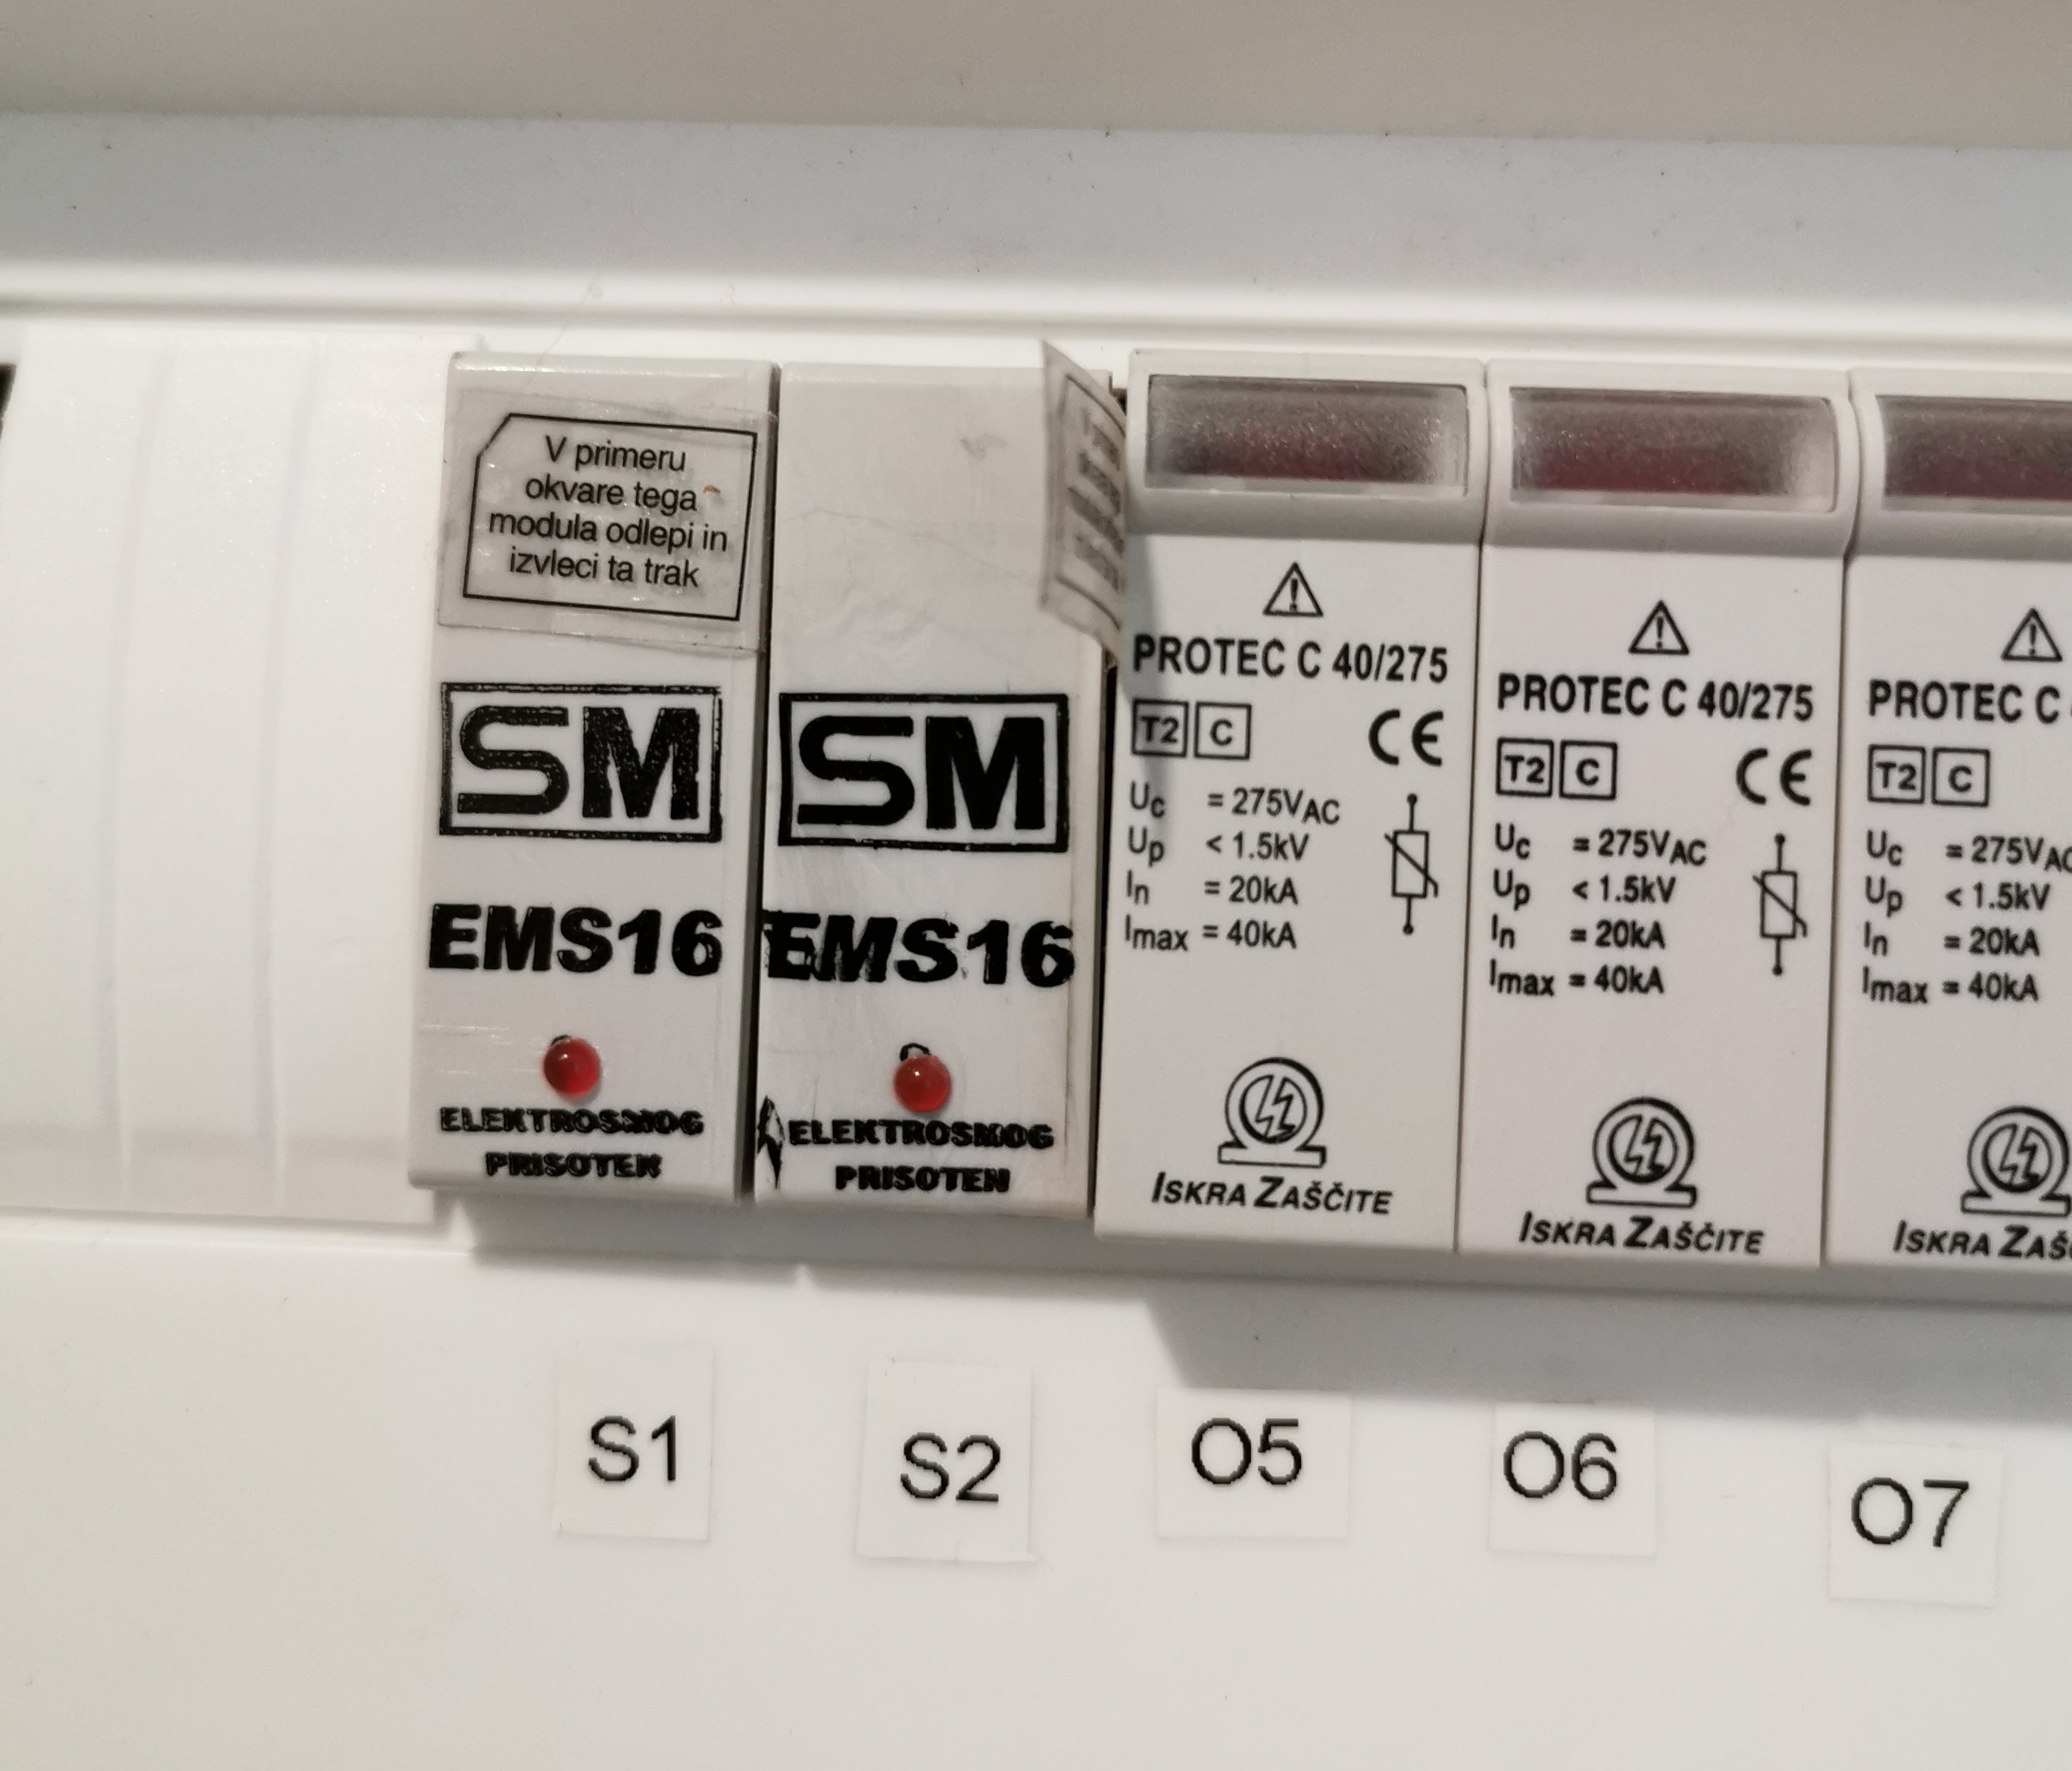 V primeru
okvare tega
modula odlepi in
izvleci ta trak
SM
EMS16
ELEKTROSMOG
PRISOTEN
SM
EMS16
ELEKTROSMOG
PRISOTEN
PROTEC C 40/275
T2 C CE
Uc = 275VAC
Up < 1.5kV
In = 20kA
Imax = 40kA
ISKRA ZAŠČITE
PROTEC C 40/275
T2 C CE
Uc = 275VAC
Up < 1.5kV
In = 20kA
Imax = 40kA
ISKRA ZAŠČITE
PROTEC C
T2 C
Uc = 275VAC
Up < 1.5kV
In = 20kA
Imax = 40kA
ISKRA
S1
S2
O5
O6
O7